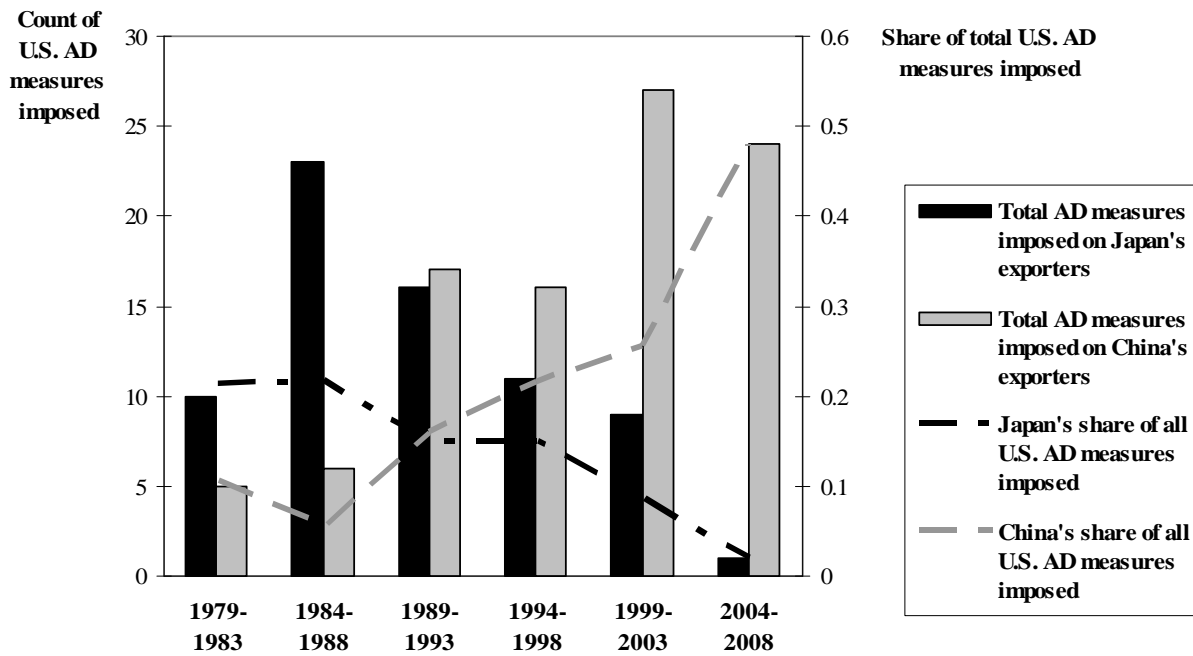 Count of
U.S. AD
measures
imposed
Share of total U.S. AD
measures imposed
30
25
20
15
10
5
0
0.6
0.5
0.4
0.3
0.2
0.1
0
1979-
1983
1984-
1988
1989-
1993
1994-
1998
1999-
2003
2004-
2008
Total AD measures
imposed on Japan's
exporters
Total AD measures
imposed on China's
exporters
Japan's share of all
U.S. AD measures
imposed
China's share of all
U.S. AD measures
imposed